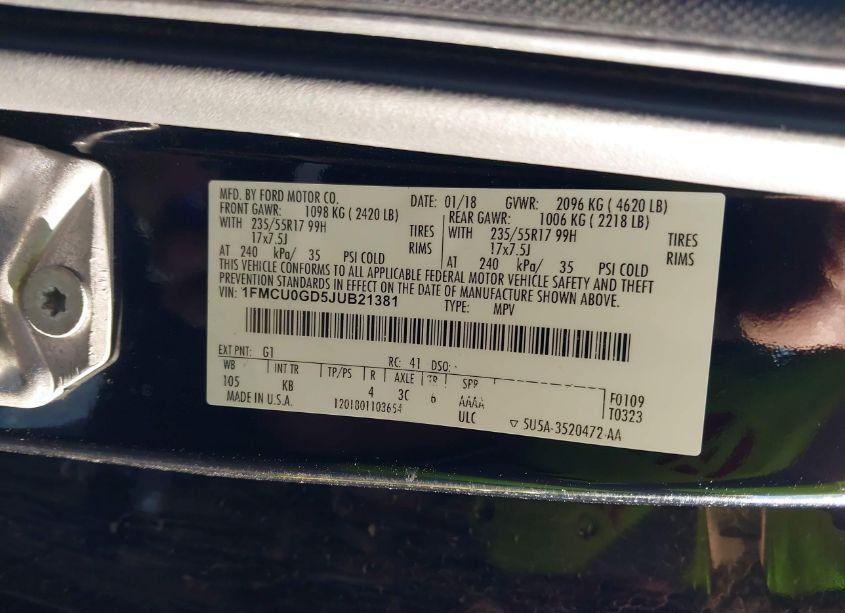 MFD. BY FORD MOTOR CO. DATE: 01/18 GVWR: 2096 KG ( 4620 LB)
FRONT GAWR: 1098 KG ( 2420 LB) REAR GAWR: 1006 KG ( 2218 LB)
WITH 235/55R17 99H TIRES WITH 235/55R17 99H TIRES
17x7.5J RIMS 17x7.5J RIMS
AT 240 kPa/ 35 PSI COLD AT 240 kPa/ 35 PSI COLD
THIS VEHICLE CONFORMS TO ALL APPLICABLE FEDERAL MOTOR VEHICLE SAFETY AND THEFT
PREVENTION STANDARDS IN EFFECT ON THE DATE OF MANUFACTURE SHOWN ABOVE.
VIN: 1FMCU0GD5JUB21381
TYPE: MPV
EXT PNT: G1 RC: 41 DSO:
WB INT TR TP/PS R AXLE TR SPR
105 KB 4 3C 6 AAAA F0109
MADE IN U.S.A. 1201801103654 ULC T0323
5U5A-3520472-AA